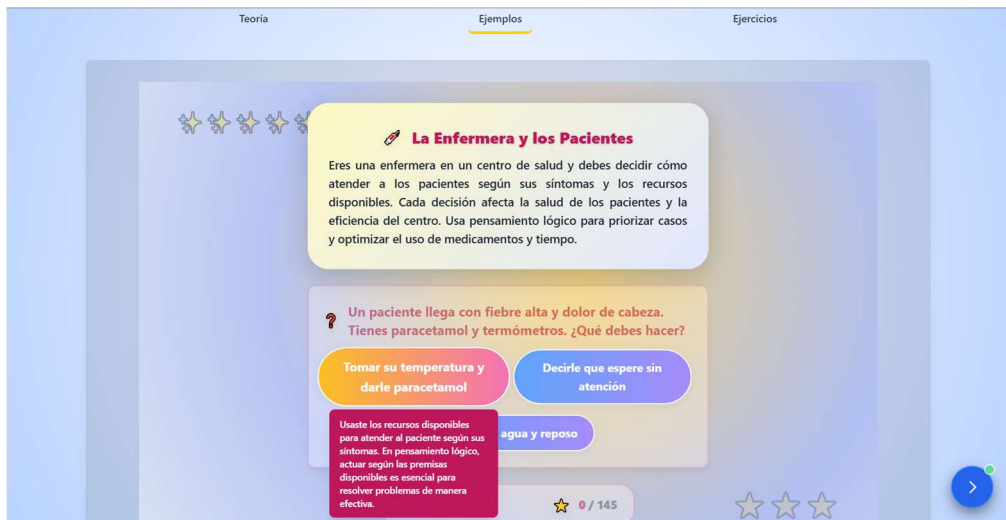 Teoría
Ejemplos
Ejercicios
La Enfermera y los Pacientes
Eres una enfermera en un centro de salud y debes decidir cómo
atender a los pacientes según sus síntomas y los recursos
disponibles. Cada decisión afecta la salud de los pacientes y la
eficiencia del centro. Usa pensamiento lógico para priorizar casos
y optimizar el uso de medicamentos y tiempo.
Un paciente llega con fiebre alta y dolor de cabeza.
Tienes paracetamol y termómetros. ¿Qué debes hacer?
Tomar su temperatura y
darle paracetamol
Decirle que espere sin
atención
agua y reposo
Usaste los recursos disponibles
para atender al paciente según sus
síntomas. En pensamiento lógico,
actuar según las premisas
disponibles es esencial para
resolver problemas de manera
efectiva.
0 / 145